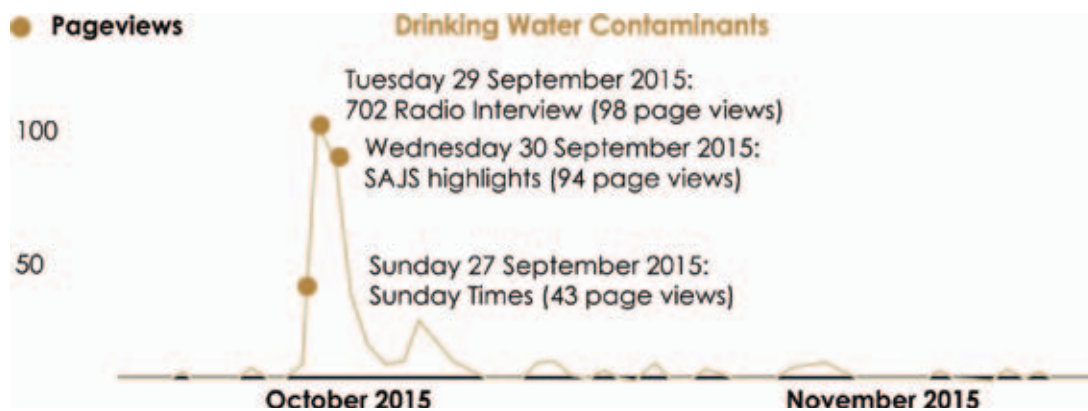 Pageviews
Drinking Water Contaminants
Tuesday 29 September 2015:
702 Radio Interview (98 page views)
100
Wednesday 30 September 2015:
SAJS highlights (94 page views)
50
Sunday 27 September 2015:
Sunday Times (43 page views)
October 2015
November 2015